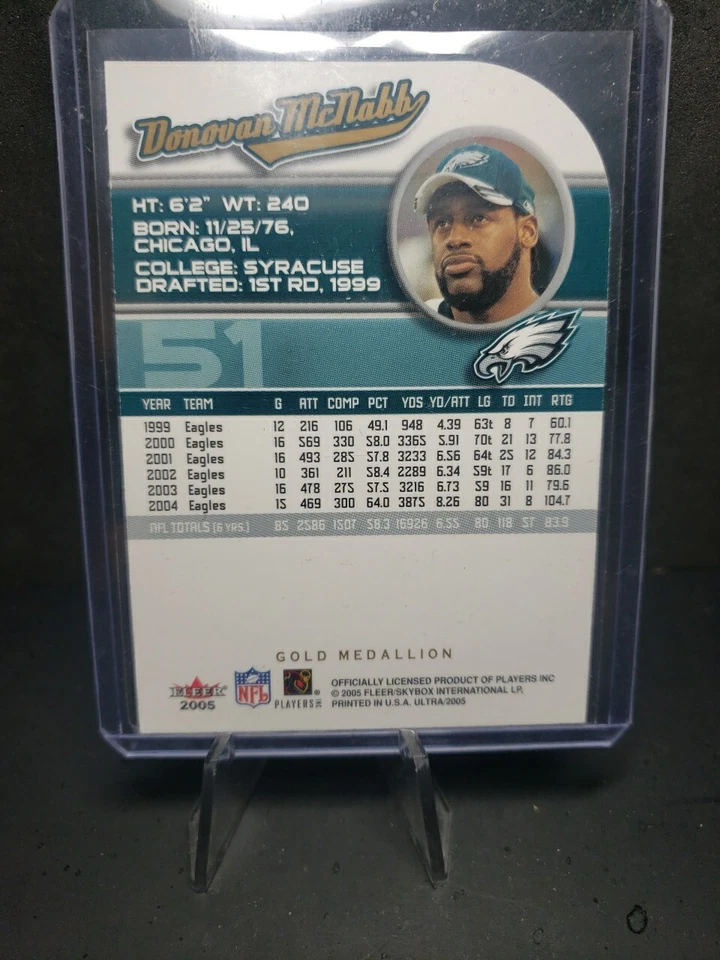 Donovan McNabb
HT: 6'2" WT: 240
BORN: 11/25/76,
CHICAGO, IL
COLLEGE: SYRACUSE
DRAFTED: 1ST RD, 1999
51
YEAR TEAM G ATT COMP PCT YDS YD/ATT LG TD INT RTG
1999 Eagles 12 216 106 49.1 948 4.39 63t 8 7 60.1
2000 Eagles 16 569 330 58.0 3365 5.91 70t 21 13 77.8
2001 Eagles 16 493 285 57.8 3233 6.56 64t 25 12 84.3
2002 Eagles 10 361 211 58.4 2289 6.34 59t 17 6 86.0
2003 Eagles 16 478 275 57.5 3216 6.73 59 16 11 79.6
2004 Eagles 15 469 300 64.0 3875 8.26 80 31 8 104.7
NFL TOTALS (6 YRS.) 85 2586 1507 58.3 16926 6.55 80 118 57 83.9
GOLD MEDALLION
FLEER
2005
NFL
PLAYERS INC
OFFICIALLY LICENSED PRODUCT OF PLAYERS INC
© 2005 FLEER/SKYBOX INTERNATIONAL LP,
PRINTED IN U.S.A. ULTRA/2005